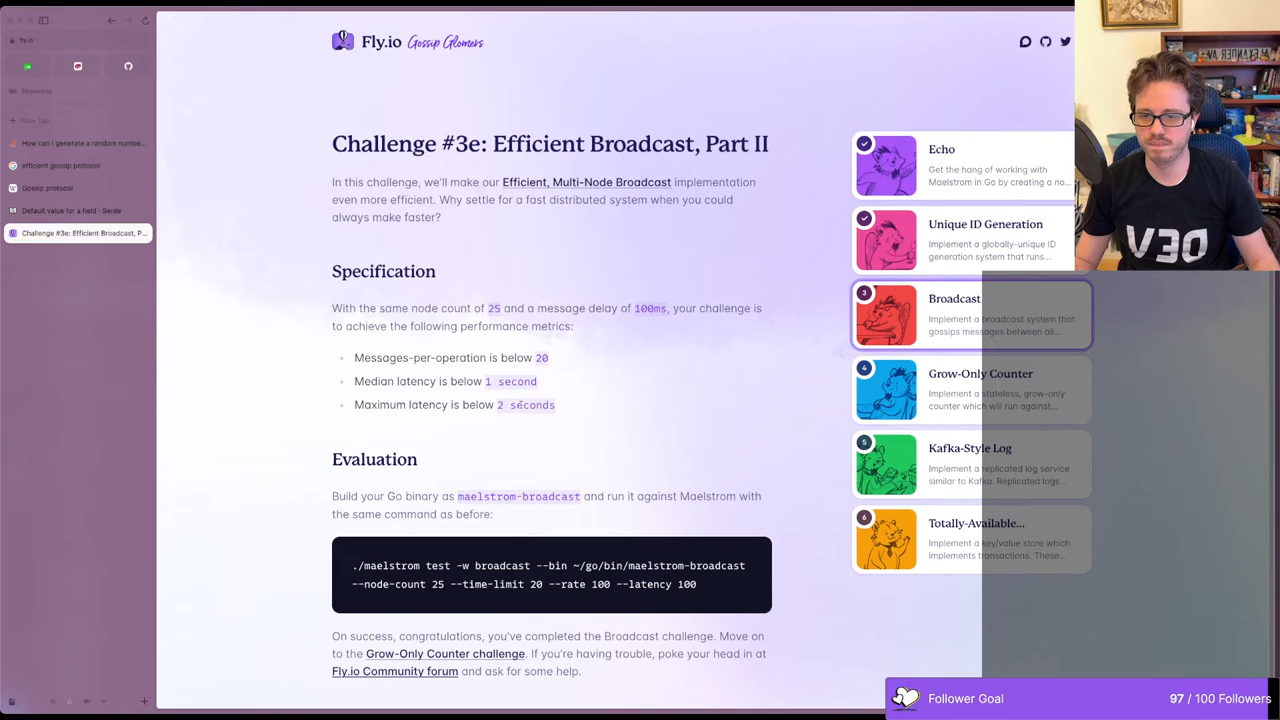 fly.io
Streaming
+ New Tab
How can I generate a random numbe...
efficient gossip protocol
Gossip protocol
Default value for a field · Serde
Challenge #3e: Efficient Broadcast, P...
Fly.io Gossip Glomers
Challenge #3e: Efficient Broadcast, Part II
In this challenge, we'll make our Efficient, Multi-Node Broadcast implementation
even more efficient. Why settle for a fast distributed system when you could
always make faster?
Specification
With the same node count of 25 and a message delay of 100ms, your challenge is
to achieve the following performance metrics:
Messages-per-operation is below 20
Median latency is below 1 second
Maximum latency is below 2 seconds
Evaluation
Build your Go binary as maelstrom-broadcast and run it against Maelstrom with
the same command as before:
./maelstrom test -w broadcast --bin ~/go/bin/maelstrom-broadcast
--node-count 25 --time-limit 20 --rate 100 --latency 100
On success, congratulations, you've completed the Broadcast challenge. Move on
to the Grow-Only Counter challenge. If you're having trouble, poke your head in at
Fly.io Community forum and ask for some help.
Echo
Get the hang of working with
Maelstrom in Go by creating a no...
Unique ID Generation
Implement a globally-unique ID
generation system that runs...
3
Broadcast
Implement a broadcast system that
gossips messages between all...
4
Grow-Only Counter
Implement a stateless, grow-only
counter which will run against...
5
Kafka-Style Log
Implement a replicated log service
similar to Kafka. Replicated logs...
6
Totally-Available...
Implement a key/value store which
implements transactions. These...
ALEXANDER AV
V3D
Follower Goal
97 / 100 Followers